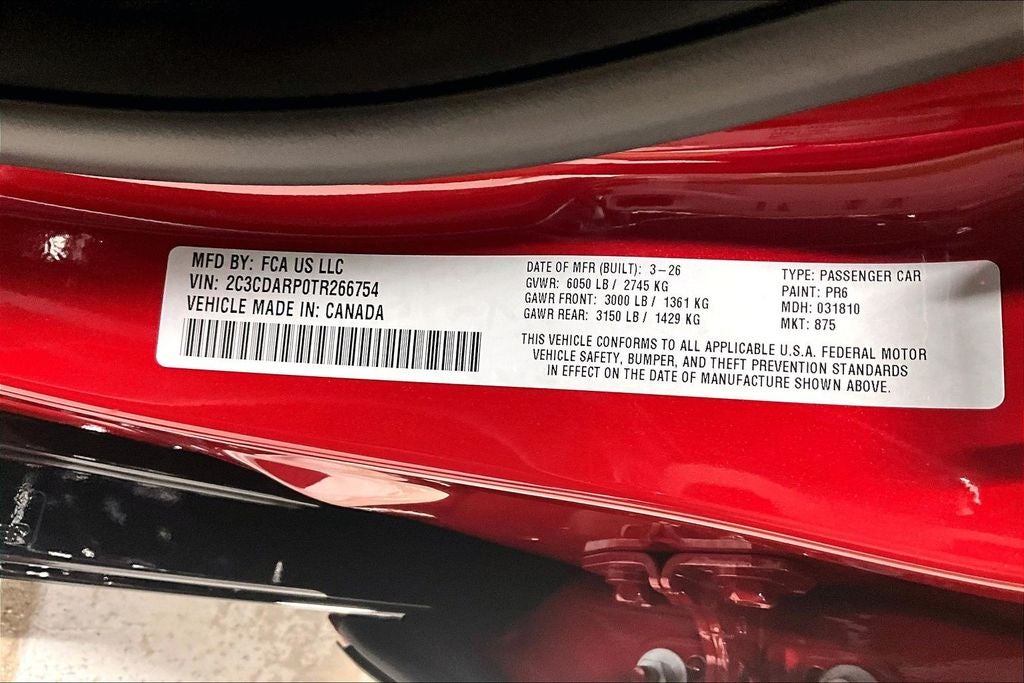 MFD BY: FCA US LLC
VIN: 2C3CDARP0TR266754
VEHICLE MADE IN: CANADA
DATE OF MFR (BUILT): 3-26
GVWR: 6050 LB / 2745 KG
GAWR FRONT: 3000 LB / 1361 KG
GAWR REAR: 3150 LB / 1429 KG
TYPE: PASSENGER CAR
PAINT: PR6
MDH: 031810
MKT: 875
THIS VEHICLE CONFORMS TO ALL APPLICABLE U.S.A. FEDERAL MOTOR
VEHICLE SAFETY, BUMPER, AND THEFT PREVENTION STANDARDS
IN EFFECT ON THE DATE OF MANUFACTURE SHOWN ABOVE.